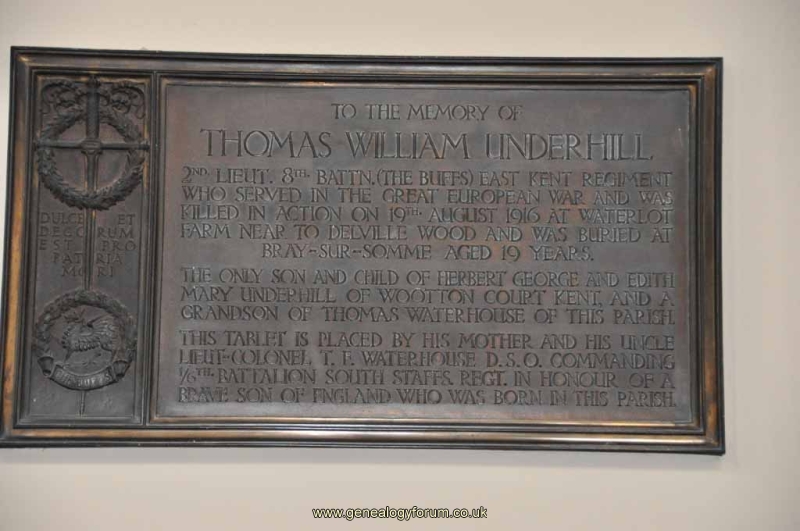 TO THE MEMORY OF
THOMAS WILLIAM UNDERHILL.
2ND. LIEUT. 8TH. BATTN. (THE BUFFS) EAST KENT REGIMENT
WHO SERVED IN THE GREAT EUROPEAN WAR AND WAS
KILLED IN ACTION ON 19TH. AUGUST 1916 AT WATERLOT
FARM NEAR TO DELVILLE WOOD AND WAS BURIED AT
BRAY-SUR-SOMME AGED 19 YEARS.
THE ONLY SON AND CHILD OF HERBERT GEORGE AND EDITH
MARY UNDERHILL OF WOOTTON COURT KENT, AND A
GRANDSON OF THOMAS WATERHOUSE OF THIS PARISH.
THIS TABLET IS PLACED BY HIS MOTHER AND HIS UNCLE
LIEUT-COLONEL T. F. WATERHOUSE D.S.O. COMMANDING
1/6TH. BATTALION SOUTH STAFFS. REGT. IN HONOUR OF A
BRAVE SON OF ENGLAND WHO WAS BORN IN THIS PARISH.
DULCE ET
DECORUM
EST PRO
PATRIA
MORI
THE BUFFS
www.genealogyforum.co.uk